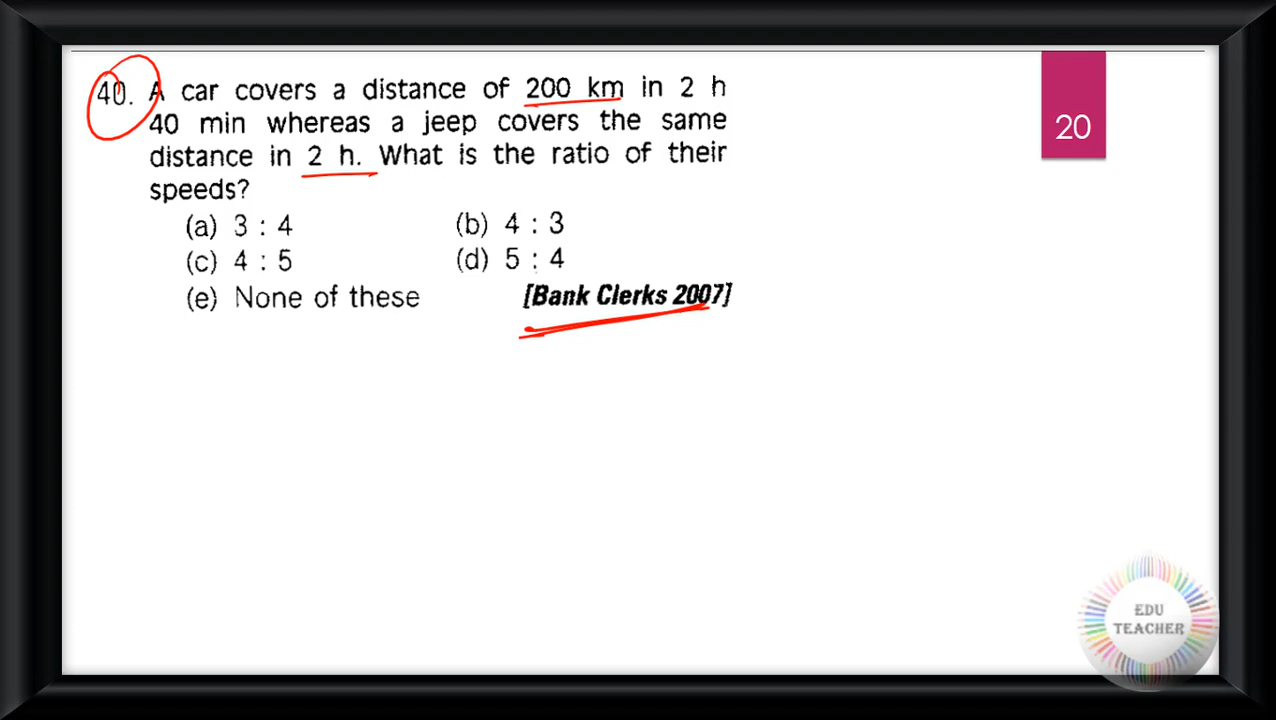 40. A car covers a distance of 200 km in 2 h
40 min whereas a jeep covers the same
distance in 2 h. What is the ratio of their
speeds?
(a) 3 : 4 (b) 4 : 3
(c) 4 : 5 (d) 5 : 4
(e) None of these [Bank Clerks 2007]
20
EDU
TEACHER